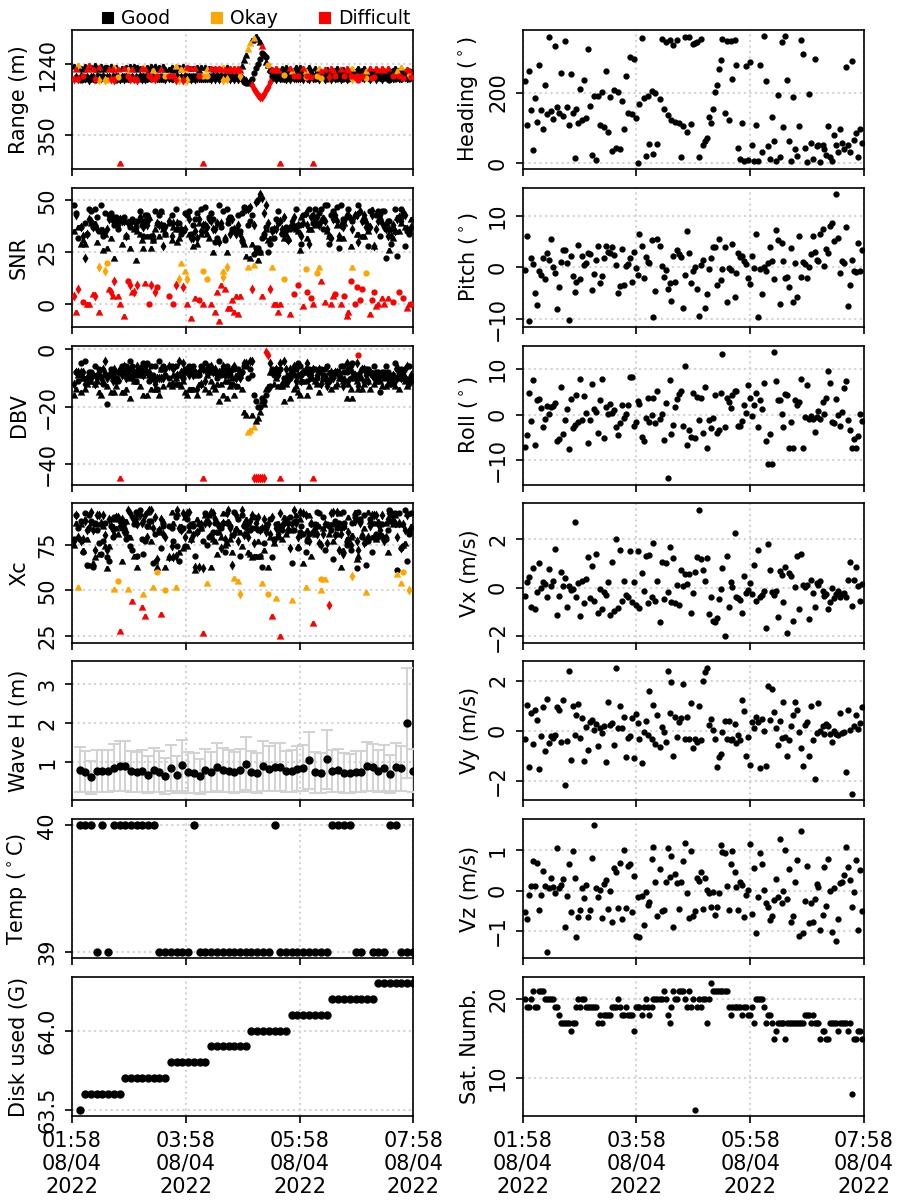 Good Okay Difficult
Range (m)
1240
350
Heading (°)
200
0
SNR
50
25
0
Pitch (°)
10
0
−10
DBV
0
−20
−40
Roll (°)
10
0
−10
Xc
75
50
25
Vx (m/s)
2
0
−2
Wave H (m)
3
2
1
Vy (m/s)
2
0
−2
Temp (°C)
40
39
Vz (m/s)
1
0
−1
Disk used (G)
64.0
63.5
Sat. Numb.
20
10
01:58 03:58 05:58 07:58
08/04 08/04 08/04 08/04
2022 2022 2022 2022
01:58 03:58 05:58 07:58
08/04 08/04 08/04 08/04
2022 2022 2022 2022